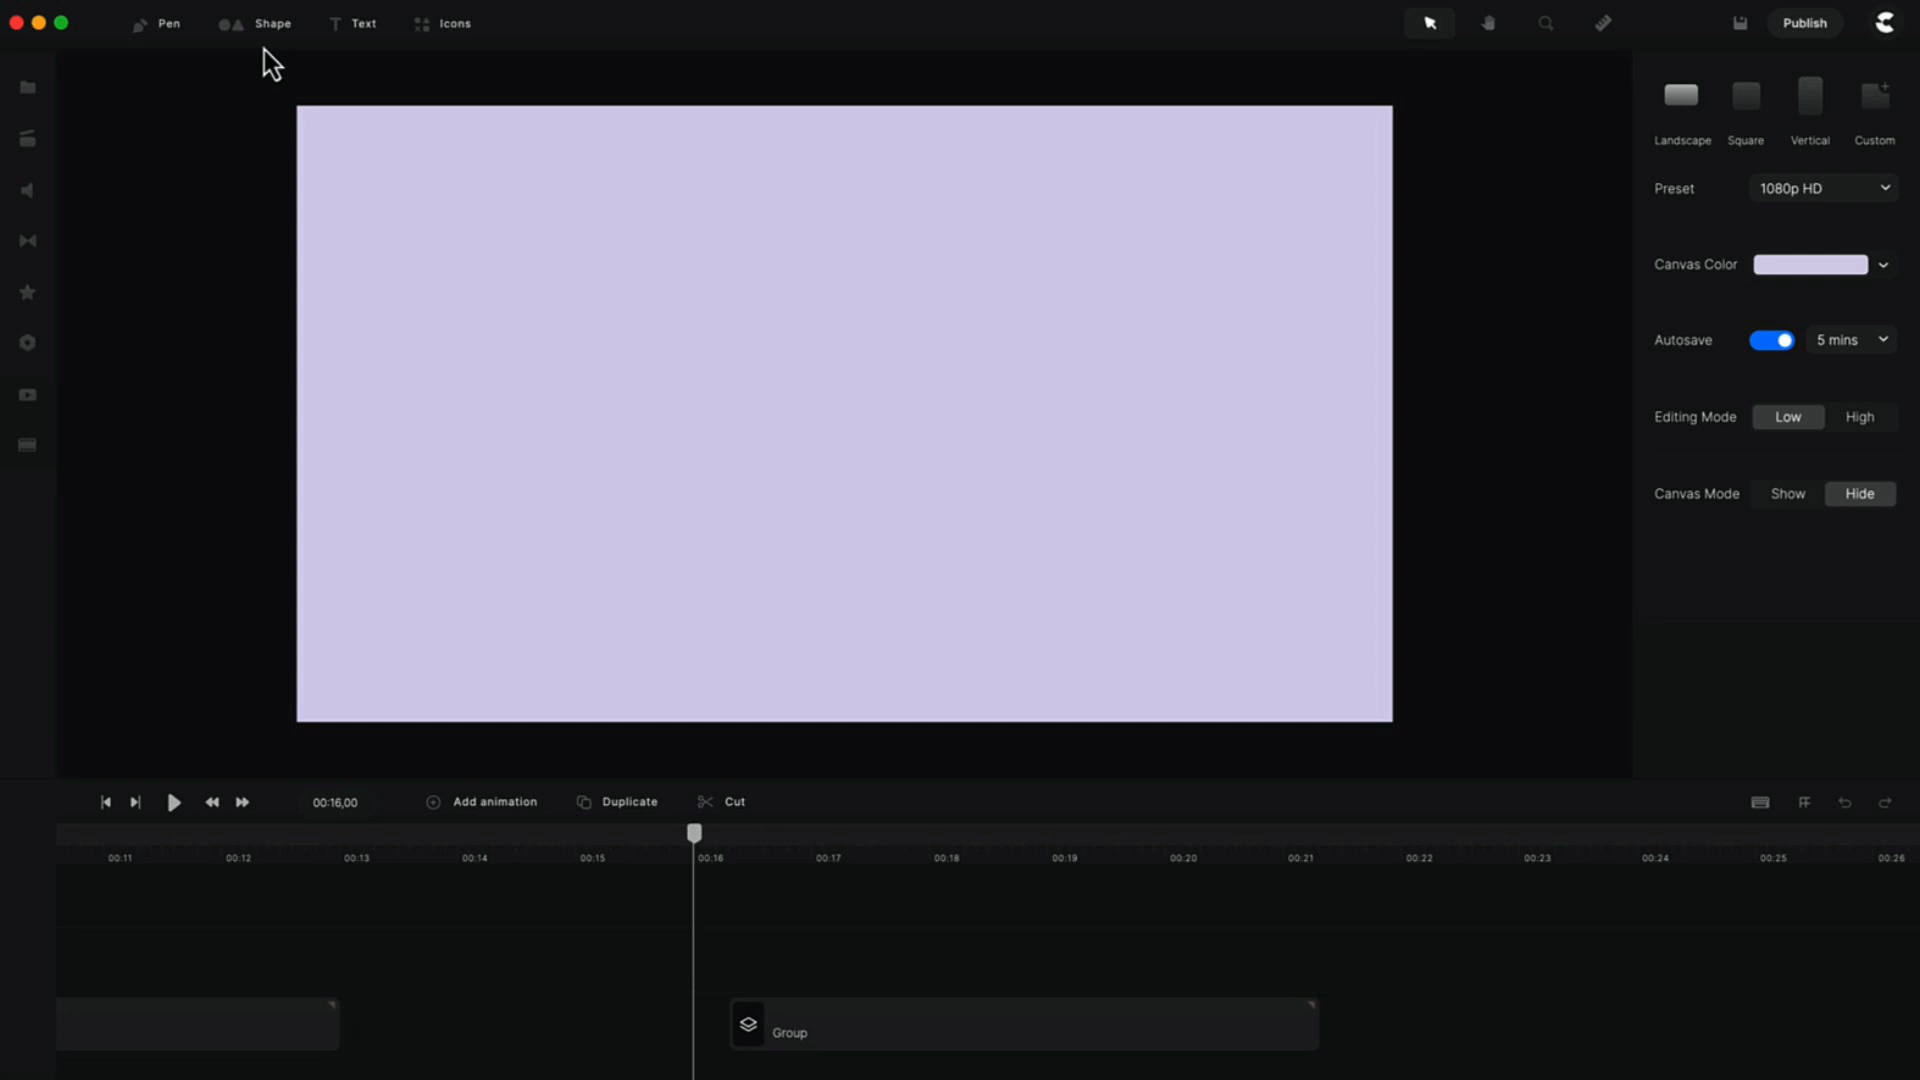 Pen Shape Text Icons Publish
Landscape Square Vertical Custom
Preset 1080p HD
Canvas Color
Autosave 5 mins
Editing Mode Low High
Canvas Mode Show Hide
00:16,00 Add animation Duplicate Cut
00:11 00:12 00:13 00:14 00:15 00:16 00:17 00:18 00:19 00:20 00:21 00:22 00:23 00:24 00:25 00:26
Group